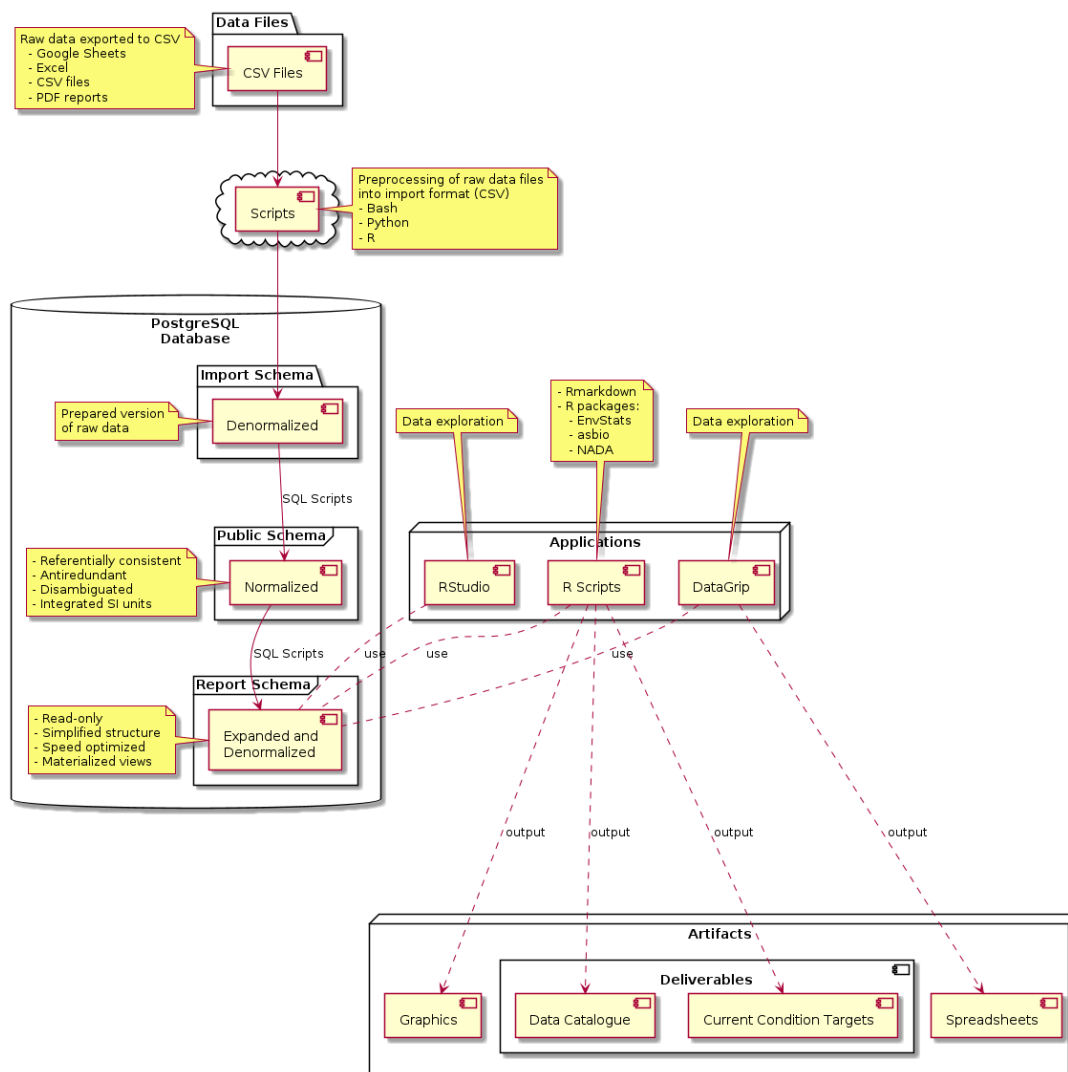 Data Files
Raw data exported to CSV
- Google Sheets
- Excel
- CSV files
- PDF reports
CSV Files
Preprocessing of raw data files
into import format (CSV)
- Bash
- Python
- R
Scripts
PostgreSQL
Database
Import Schema
Prepared version
of raw data
Denormalized
SQL Scripts
Public Schema
- Referentially consistent
- Antiredundant
- Disambiguated
- Integrated SI units
Normalized
SQL Scripts
Report Schema
- Read-only
- Simplified structure
- Speed optimized
- Materialized views
Expanded and
Denormalized
Data exploration
- Rmarkdown
- R packages:
- EnvStats
- asbio
- NADA
Data exploration
Applications
RStudio
R Scripts
DataGrip
use
use
use
output
output
output
output
Artifacts
Deliverables
Graphics
Data Catalogue
Current Condition Targets
Spreadsheets